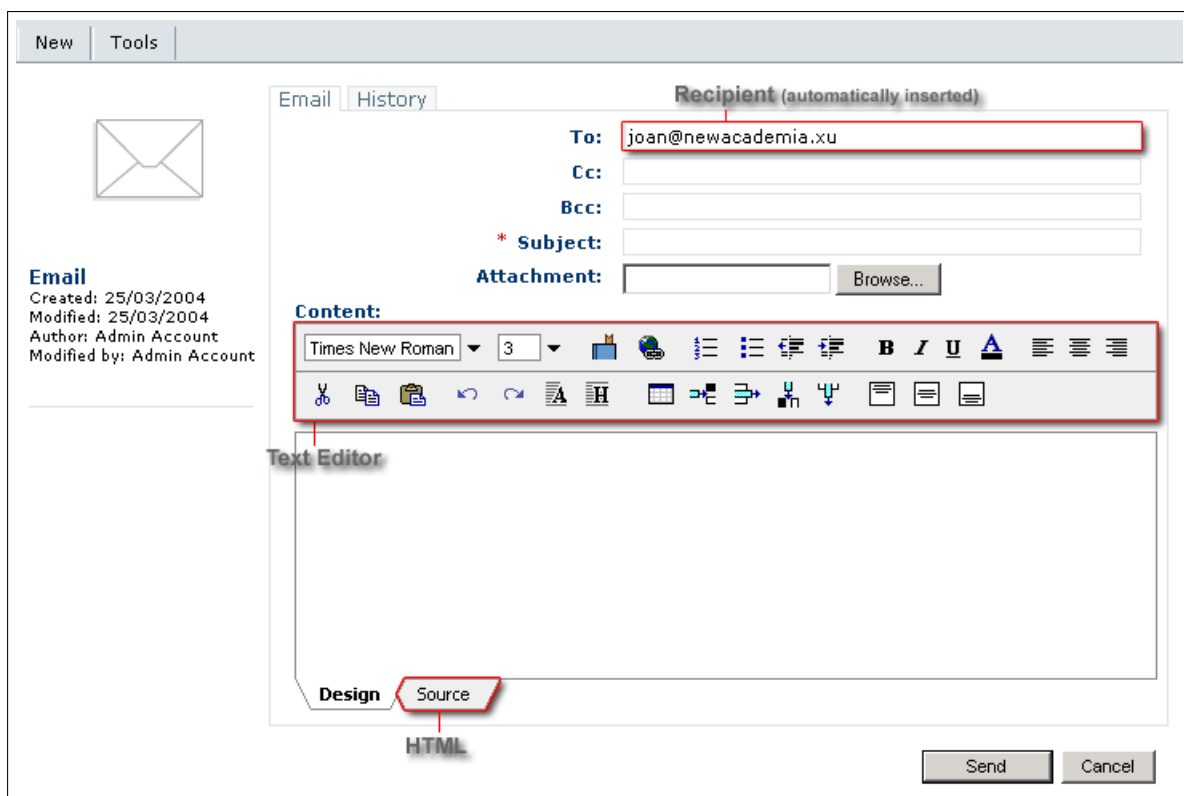 New Tools
Email History
Recipient (automatically inserted)
To: joan@newacademia.xu
Cc:
Bcc:
* Subject:
Attachment: Browse...
Email
Created: 25/03/2004
Modified: 25/03/2004
Author: Admin Account
Modified by: Admin Account
Content:
Times New Roman 3 B I U A
A H
Text Editor
Design Source
HTML
Send Cancel